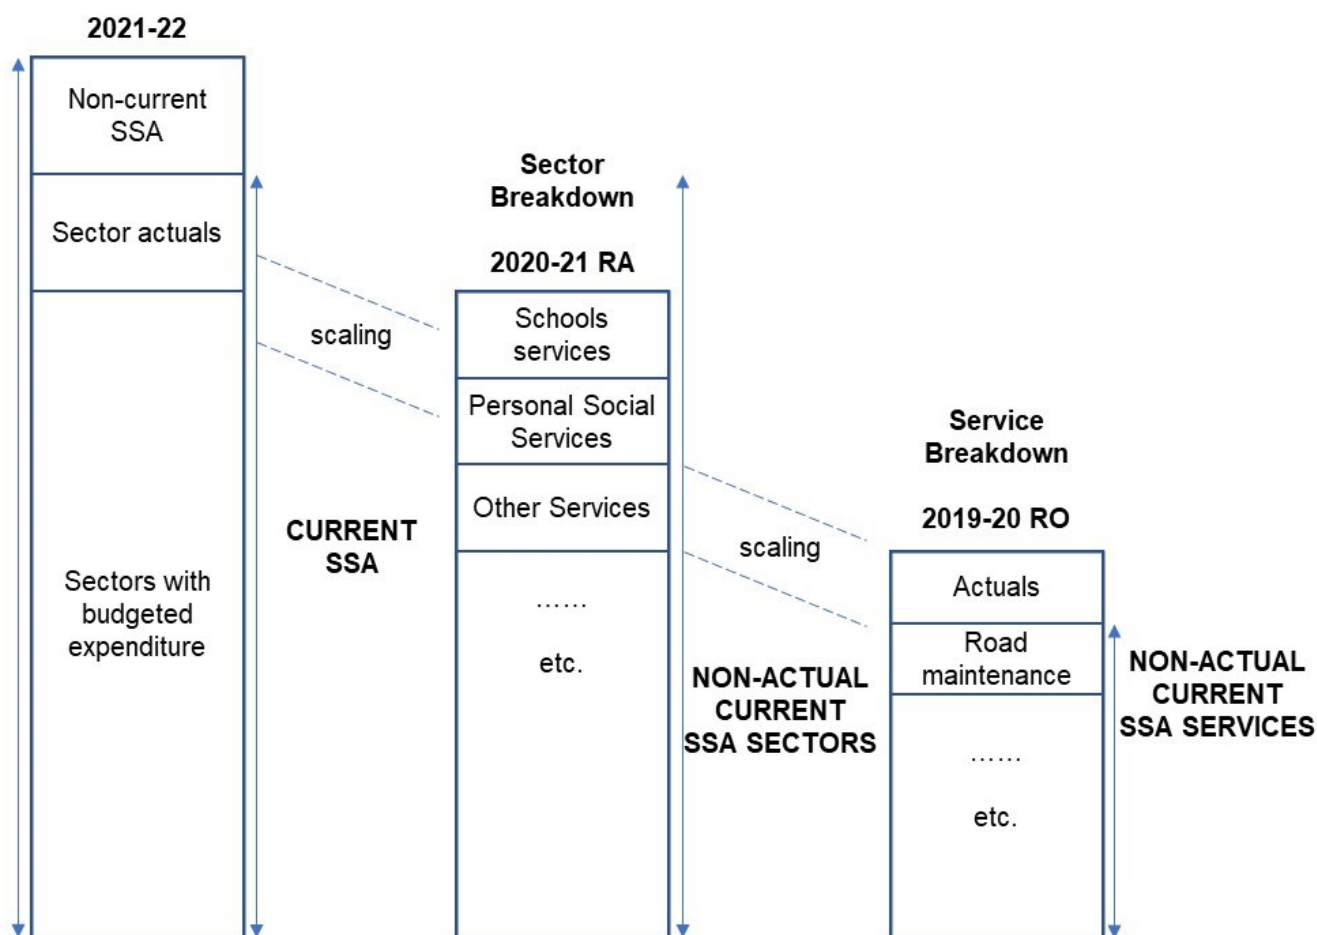 2021-22
Non-current
SSA
Sector actuals
Sectors with
budgeted
expenditure
CURRENT
SSA
scaling
Sector
Breakdown
2020-21 RA
Schools
services
Personal Social
Services
Other Services
……
etc.
NON-ACTUAL
CURRENT
SSA SECTORS
scaling
Service
Breakdown
2019-20 RO
Actuals
Road
maintenance
……
etc.
NON-ACTUAL
CURRENT
SSA SERVICES